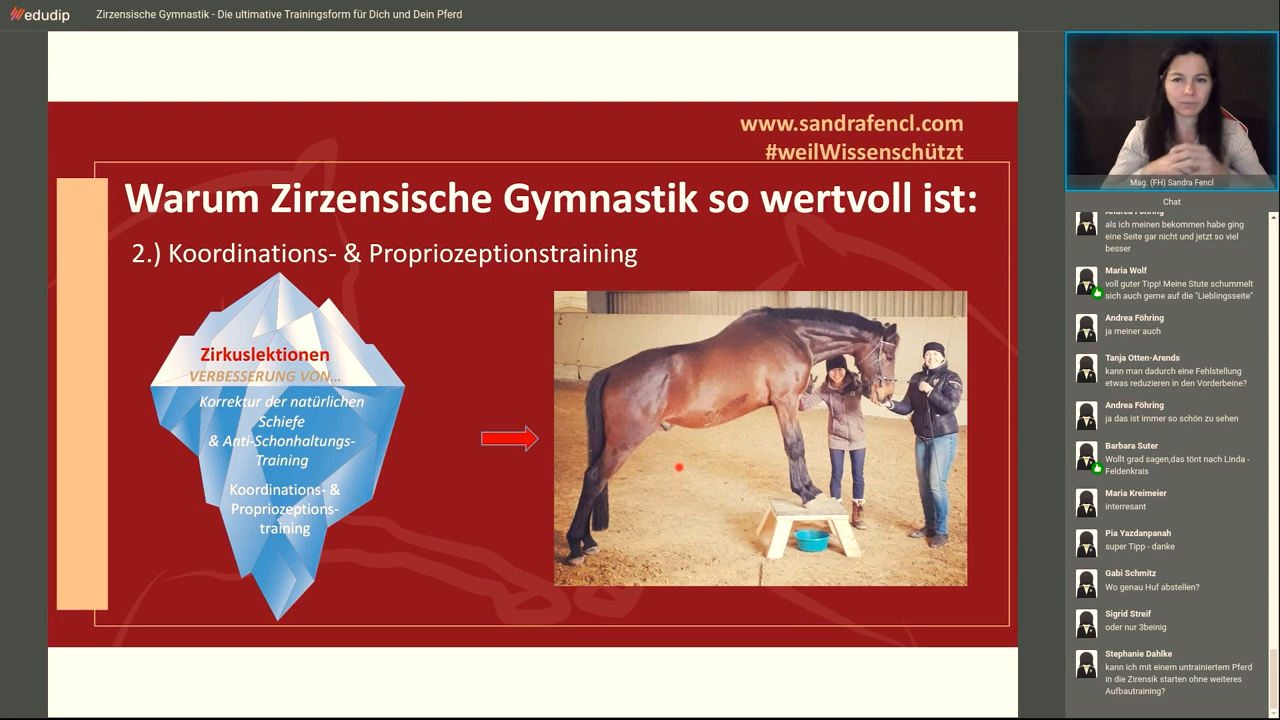 edudip
Zirzensische Gymnastik - Die ultimative Trainingsform für Dich und Dein Pferd
www.sandrafencl.com
#weilWissenschützt
Warum Zirzensische Gymnastik so wertvoll ist:
2.) Koordinations- & Propriozeptionstraining
Zirkuslektionen
VERBESSERUNG VON...
Korrektur der natürlichen
Schiefe
& Anti-Schonhaltungs-
Training
Koordinations- &
Propriozeptions-
training
Mag. (FH) Sandra Fencl
Chat
Andrea Föhring
als ich meinen bekommen habe ging
eine Seite gar nicht und jetzt so viel
besser
Maria Wolf
voll guter Tipp! Meine Stute schummelt
sich auch gerne auf die "Lieblingsseite"
Andrea Föhring
ja meiner auch
Tanja Otten-Arends
kann man dadurch eine Fehlstellung
etwas reduzieren in den Vorderbeine?
Andrea Föhring
ja das ist immer so schön zu sehen
Barbara Suter
Wollt grad sagen,das tönt nach Linda -
Feldenkrais
Maria Kreimeier
interresant
Pia Yazdanpanah
super Tipp - danke
Gabi Schmitz
Wo genau Huf abstellen?
Sigrid Streif
oder nur 3beinig
Stephanie Dahlke
kann ich mit einem untrainiertem Pferd
in die Zirensik starten ohne weiteres
Aufbautraining?